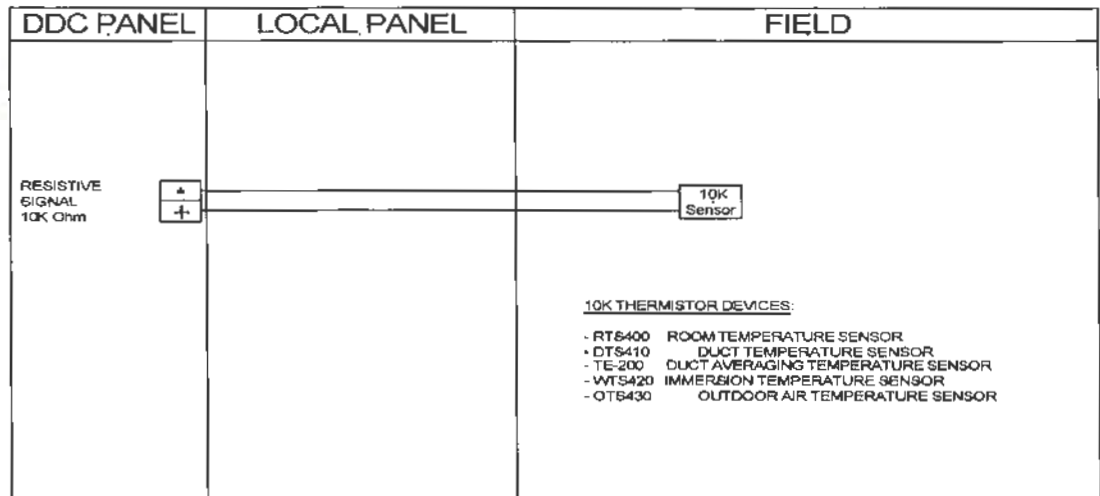 DDC PANEL
LOCAL PANEL
FIELD
RESISTIVE
SIGNAL
10K Ohm
+
10K
Sensor
10K THERMISTOR DEVICES:
- RTS400 ROOM TEMPERATURE SENSOR
- DTS410 DUCT TEMPERATURE SENSOR
- TE-200 DUCT AVERAGING TEMPERATURE SENSOR
- WTS420 IMMERSION TEMPERATURE SENSOR
- OTS430 OUTDOOR AIR TEMPERATURE SENSOR